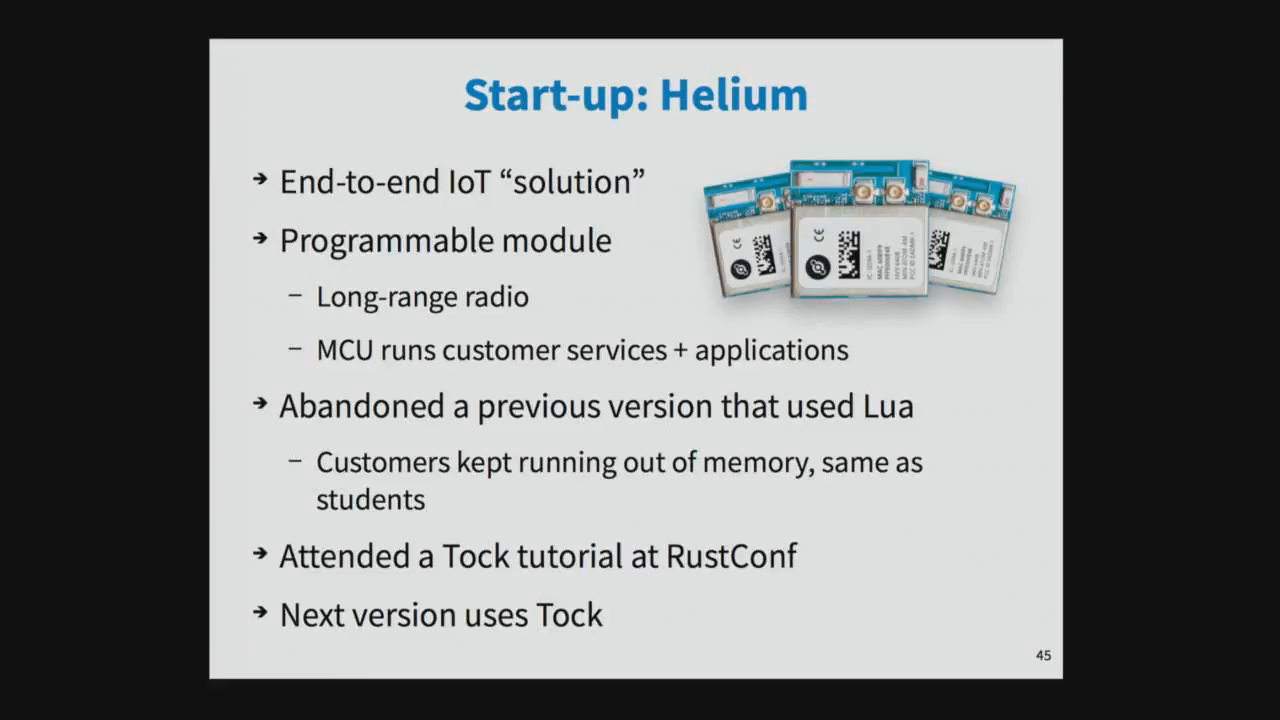 Start-up: Helium
➔ End-to-end IoT “solution”
➔ Programmable module
– Long-range radio
– MCU runs customer services + applications
➔ Abandoned a previous version that used Lua
– Customers kept running out of memory, same as
students
➔ Attended a Tock tutorial at RustConf
➔ Next version uses Tock
45